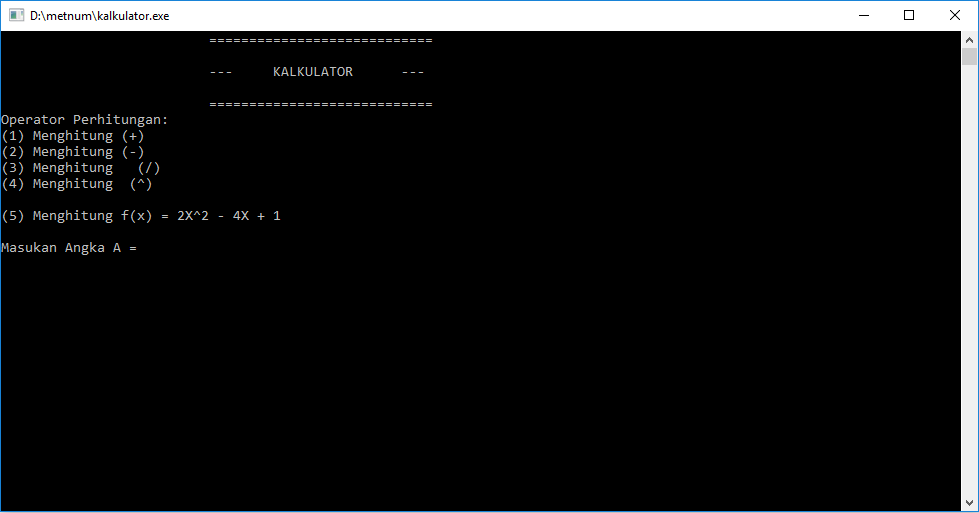 D:\metnum\kalkulator.exe
============================
---     KALKULATOR      ---
============================
Operator Perhitungan:
(1) Menghitung (+)
(2) Menghitung (-)
(3) Menghitung   (/)
(4) Menghitung  (^)
(5) Menghitung f(x) = 2X^2 - 4X + 1
Masukan Angka A =